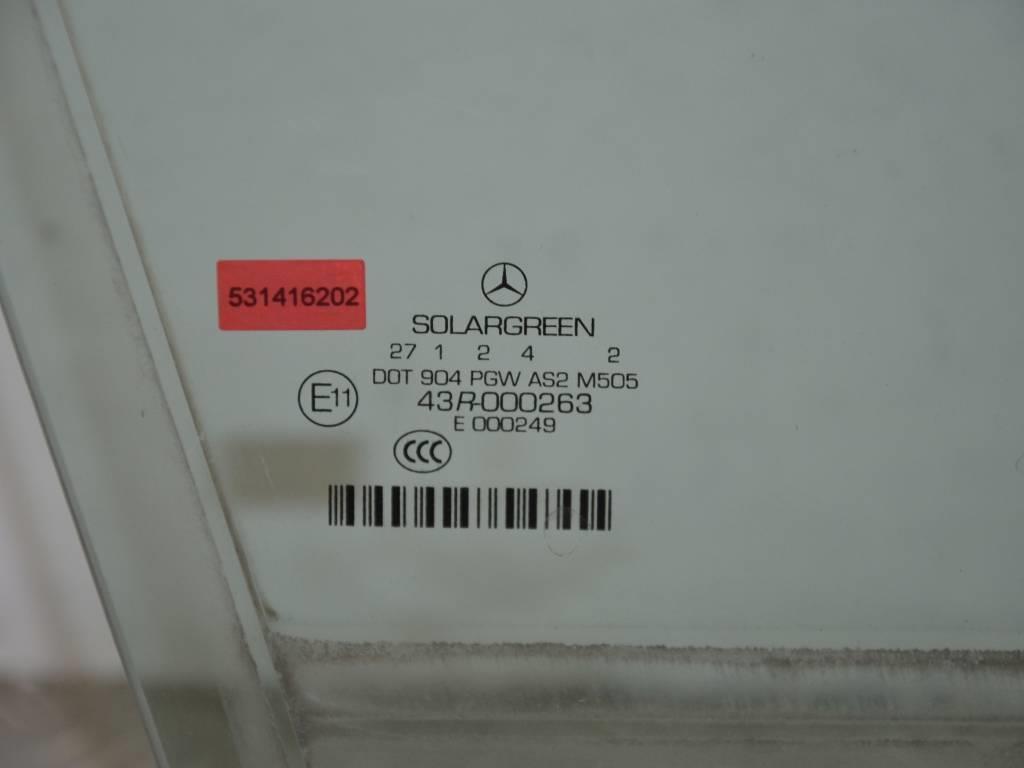 531416202
SOLARGREEN
27 1 2 4 2
DOT 904 PGW AS2 M505
E11
43R-000263
E 000249
CCC